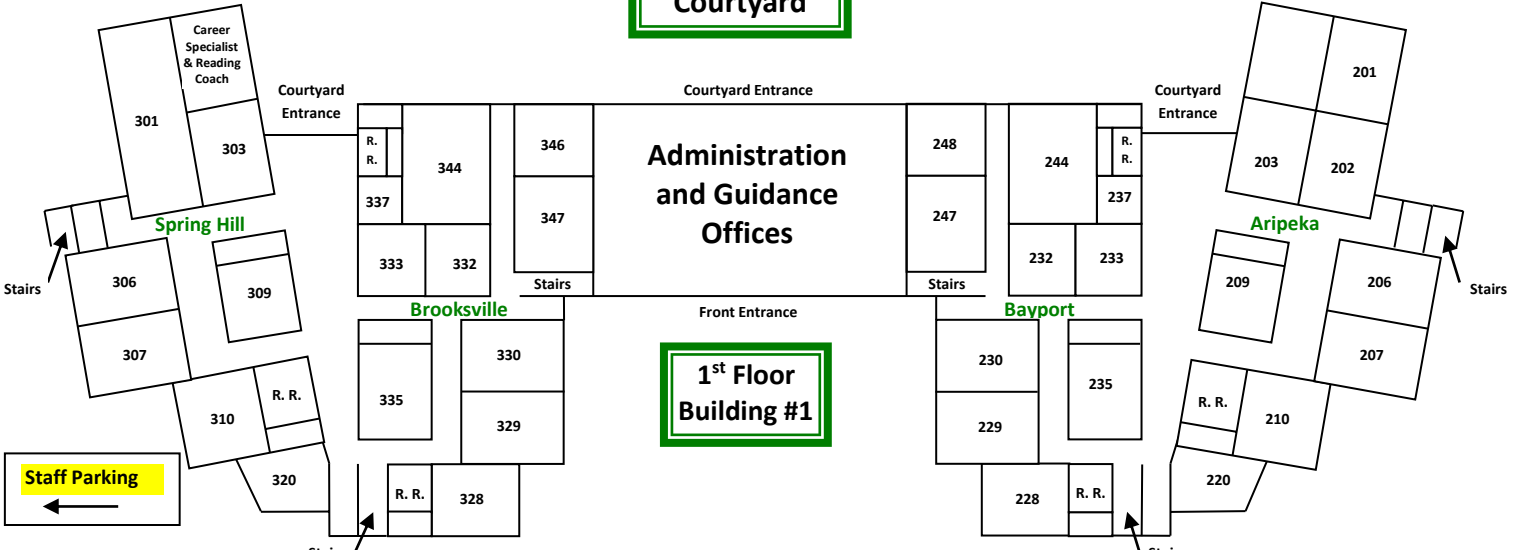 Courtyard
Career
Specialist
& Reading
Coach
301
303
Courtyard
Entrance
Courtyard Entrance
Courtyard
Entrance
201
203
202
R.
R.
344
337
333
332
346
347
Stairs
Administration
and Guidance
Offices
248
247
Stairs
244
R.
R.
237
232
233
Spring Hill
Aripeka
Stairs
306
307
309
310
R. R.
320
Brooksville
Front Entrance
Bayport
209
206
207
Stairs
R. R.
210
220
335
330
329
R. R.
328
1st Floor
Building #1
230
229
235
228
R. R.
Staff Parking
Stairs
Stairs